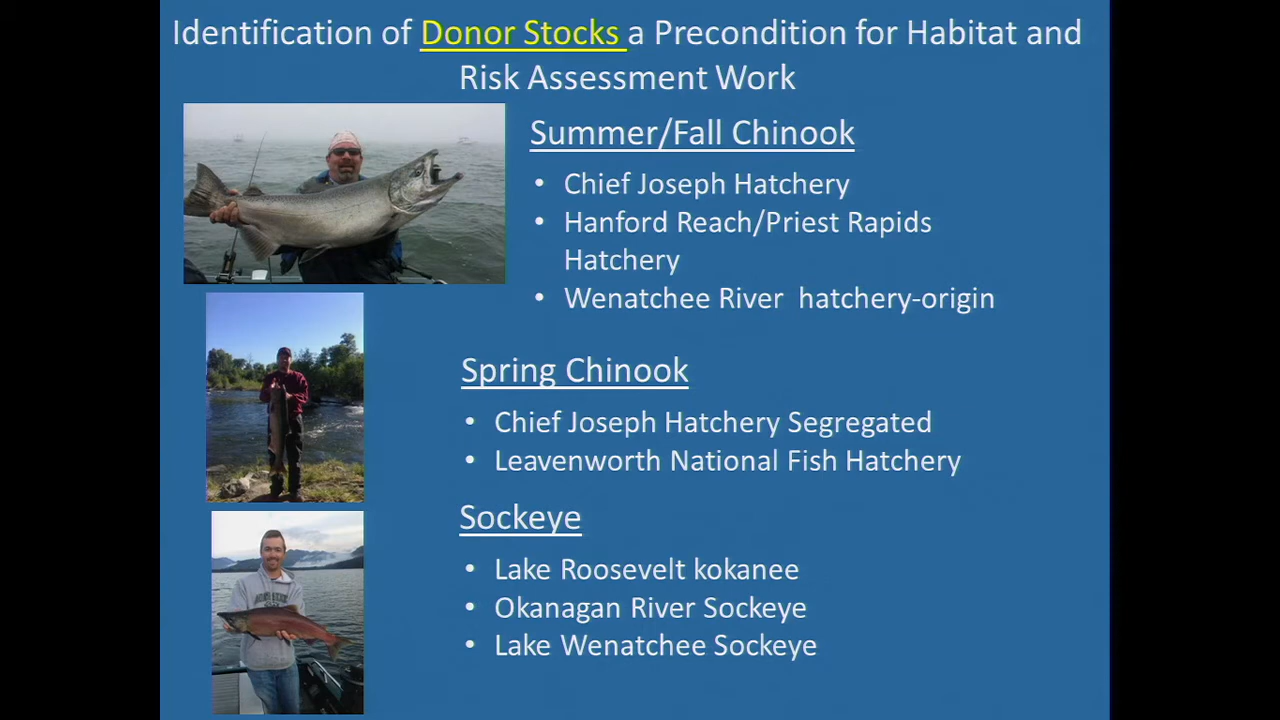 Identification of Donor Stocks a Precondition for Habitat and
Risk Assessment Work
Summer/Fall Chinook
• Chief Joseph Hatchery
• Hanford Reach/Priest Rapids
Hatchery
• Wenatchee River hatchery-origin
Spring Chinook
• Chief Joseph Hatchery Segregated
• Leavenworth National Fish Hatchery
Sockeye
• Lake Roosevelt kokanee
• Okanagan River Sockeye
• Lake Wenatchee Sockeye